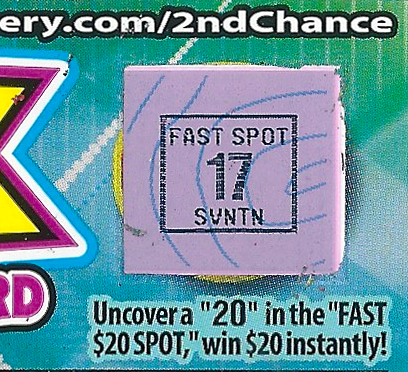 ery.com/2ndChance
FAST SPOT
17
SVNTN
RD
Uncover a "20" in the "FAST
$20 SPOT," win $20 instantly!